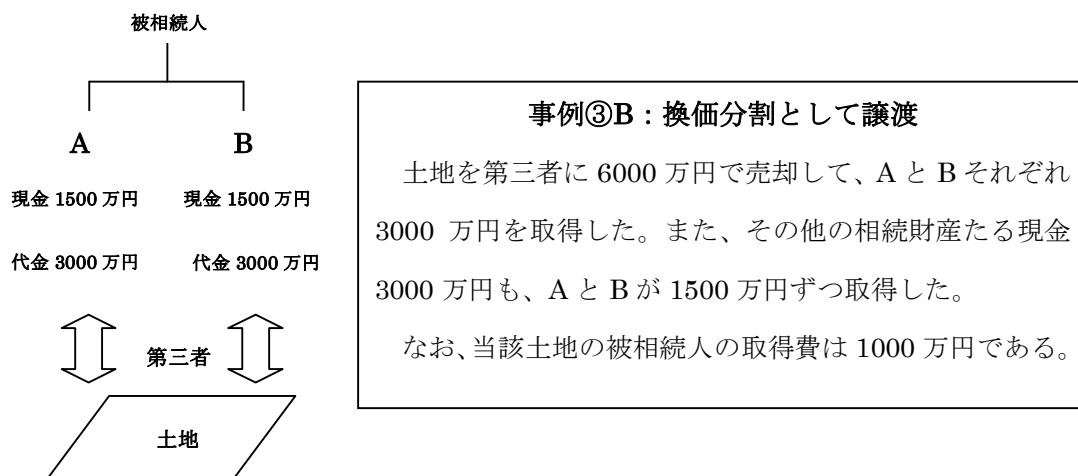 被相続人
A B
現金 1500 万円 現金 1500 万円
代金 3000 万円 代金 3000 万円
第三者
土地
事例③B：換価分割として譲渡
土地を第三者に 6000 万円で売却して、A と B それぞれ
3000 万円を取得した。また、その他の相続財産たる現金
3000 万円も、A と B が 1500 万円ずつ取得した。
なお、当該土地の被相続人の取得費は 1000 万円である。